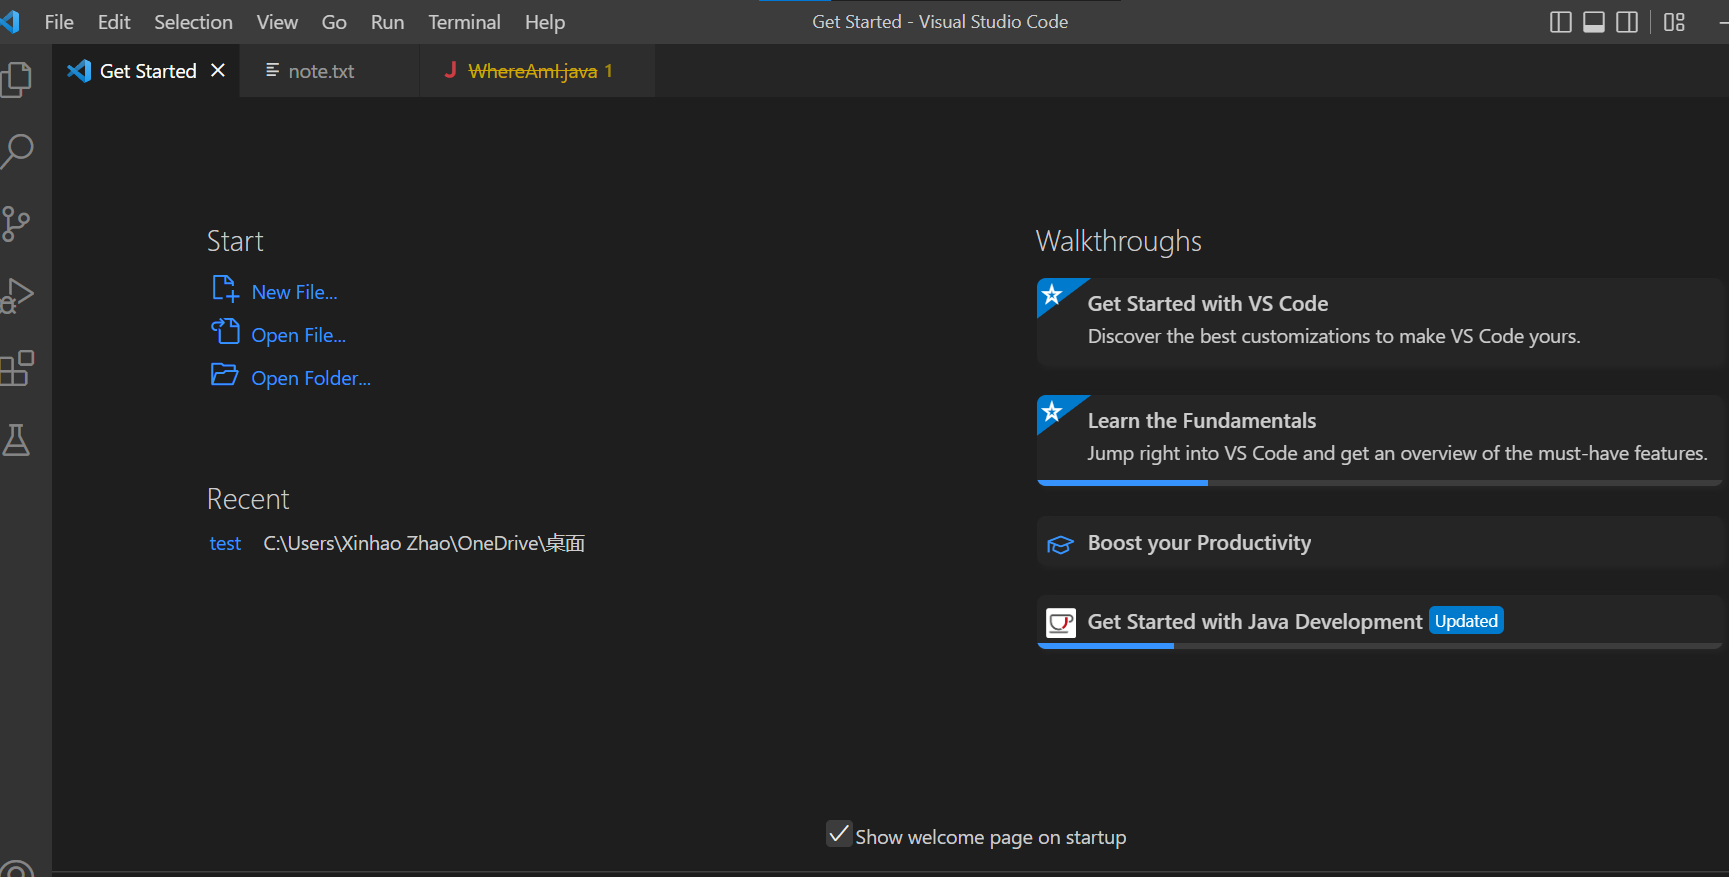 File Edit Selection View Go Run Terminal Help Get Started - Visual Studio Code
Get Started note.txt WhereAmI.java 1
Start
New File...
Open File...
Open Folder...
Recent
test C:\Users\Xinhao Zhao\OneDrive\桌面
Walkthroughs
Get Started with VS Code
Discover the best customizations to make VS Code yours.
Learn the Fundamentals
Jump right into VS Code and get an overview of the must-have features.
Boost your Productivity
Get Started with Java Development Updated
Show welcome page on startup